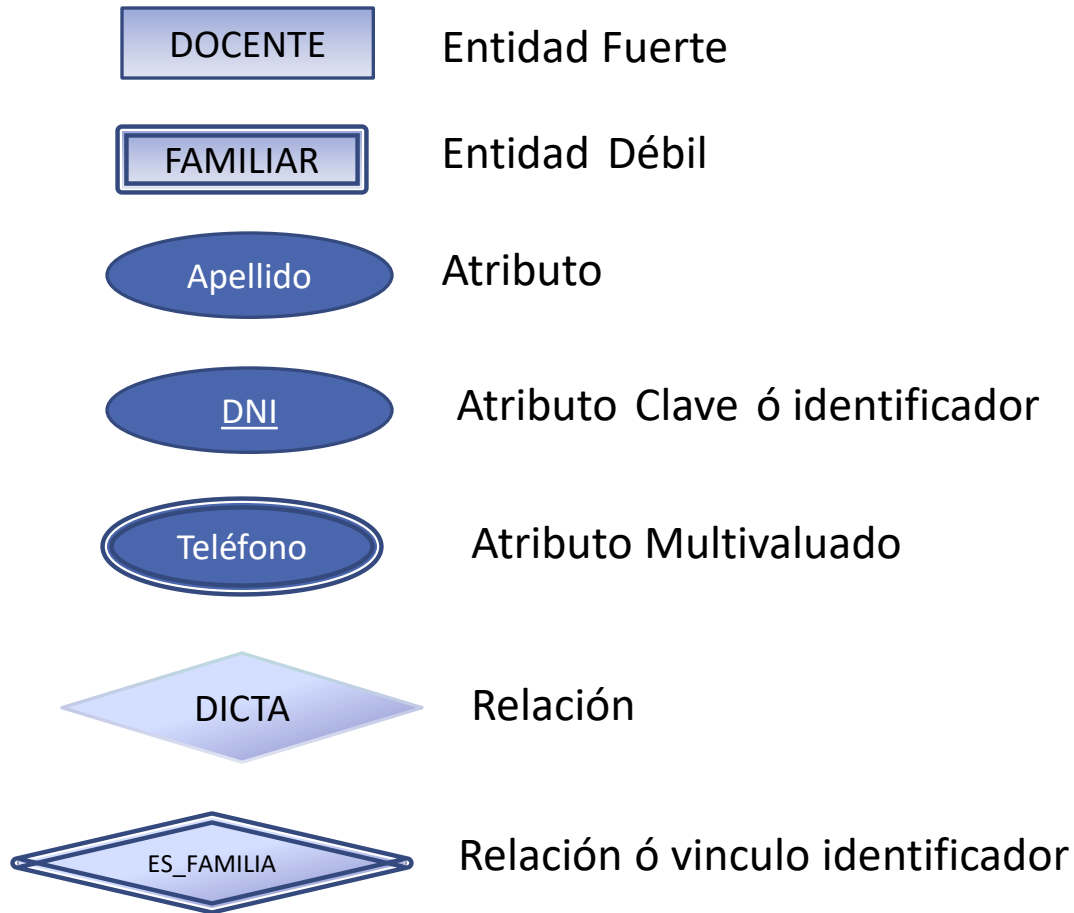 DOCENTE Entidad Fuerte
FAMILIAR Entidad Débil
Apellido Atributo
DNI Atributo Clave ó identificador
Teléfono Atributo Multivaluado
DICTA Relación
ES_FAMILIA Relación ó vinculo identificador